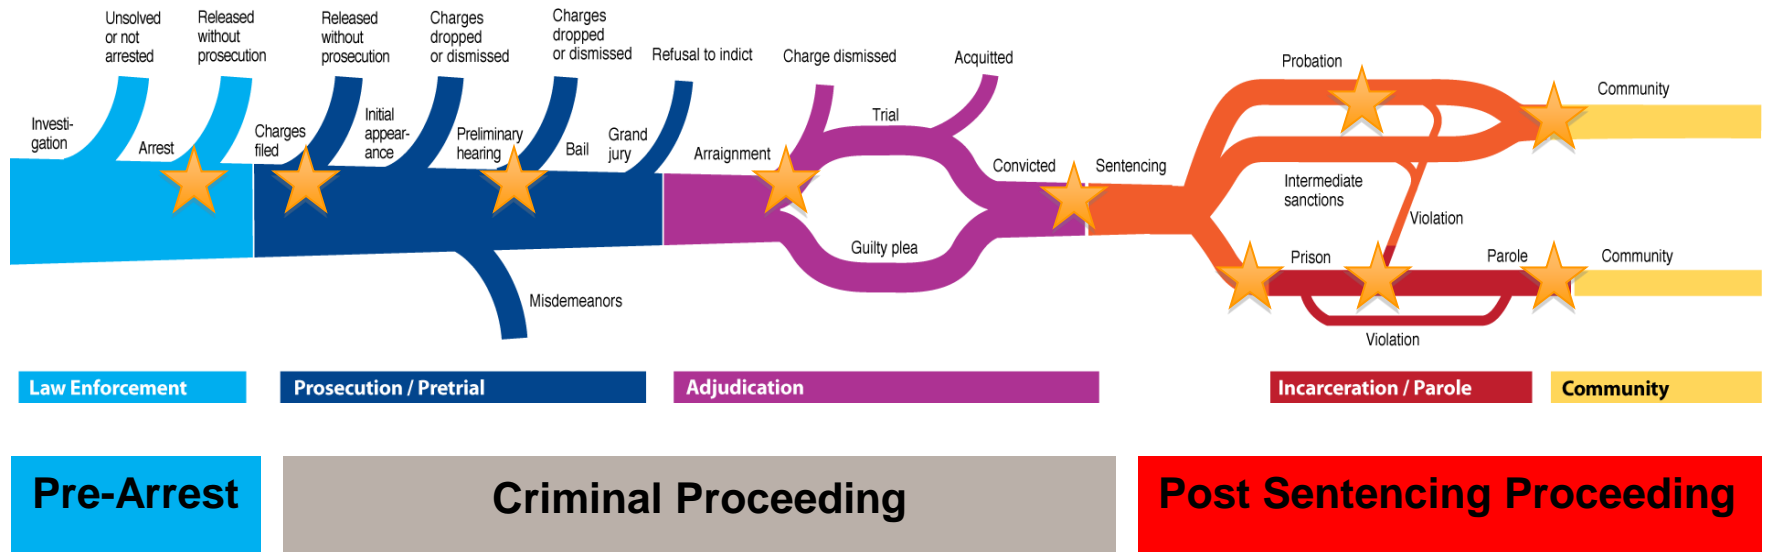 Unsolved
or not
arrested
Released
without
prosecution
Released
without
prosecution
Charges
dropped
or dismissed
Charges
dropped
or dismissed
Refusal to indict
Charge dismissed
Acquitted
Probation
Community
Investi-
gation
Arrest
Charges
filed
Initial
appear-
ance
Preliminary
hearing
Bail
Grand
jury
Arraignment
Trial
Convicted
Sentencing
Intermediate
sanctions
Violation
Guilty plea
Prison
Parole
Community
Misdemeanors
Violation
Law Enforcement
Prosecution / Pretrial
Adjudication
Incarceration / Parole
Community
Pre-Arrest
Criminal Proceeding
Post Sentencing Proceeding